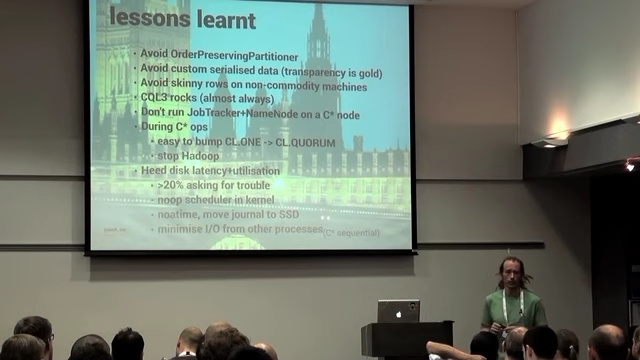 lessons learnt
· Avoid OrderPreservingPartitioner
· Avoid custom serialised data (transparency is gold)
· Avoid skinny rows on non-commodity machines
· CQL3 rocks (almost always)
· Don't run JobTracker+NameNode on a C* node
· During C* ops
· easy to bump CL.ONE -> CL.QUORUM
· stop Hadoop
· Heed disk latency+utilisation
· >20% asking for trouble
· noop scheduler in kernel
· noatime, move journal to SSD
· minimise I/O from other processes (C* sequential)